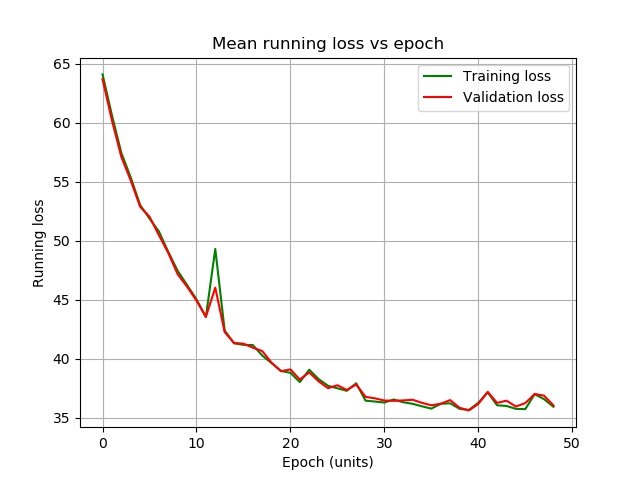 Mean running loss vs epoch
Training loss
Validation loss
65
60
55
50
45
40
35
Running loss
0 10 20 30 40 50
Epoch (units)